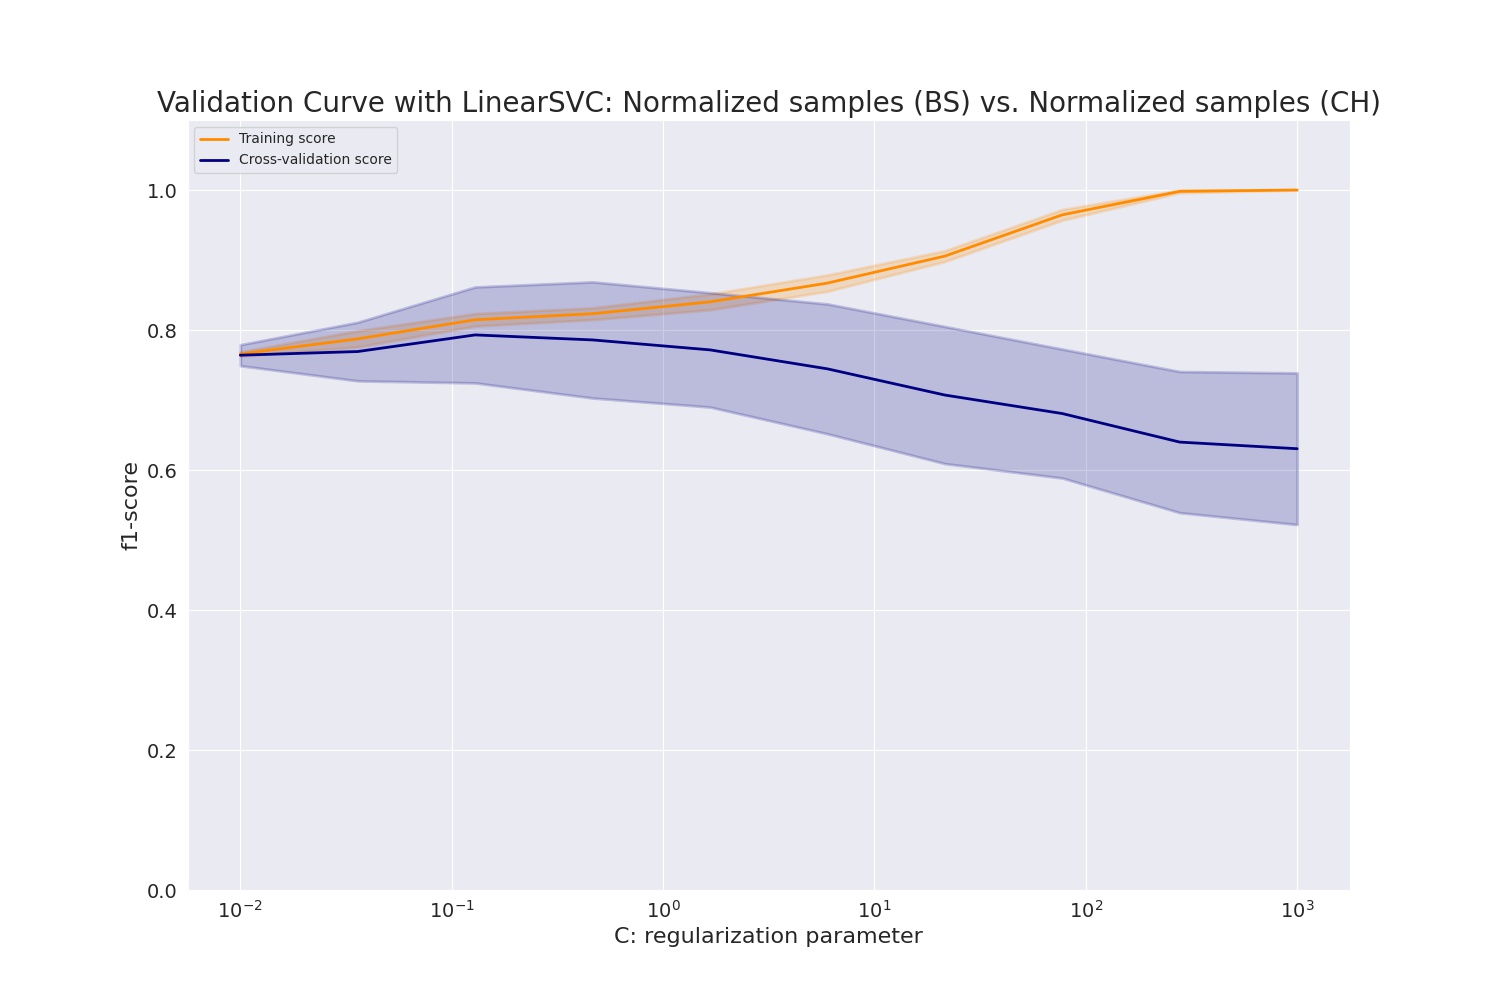 Validation Curve with LinearSVC: Normalized samples (BS) vs. Normalized samples (CH)
Training score
Cross-validation score
1.0
0.8
0.6
0.4
0.2
0.0
f1-score
10⁻² 10⁻¹ 10⁰ 10¹ 10² 10³
C: regularization parameter